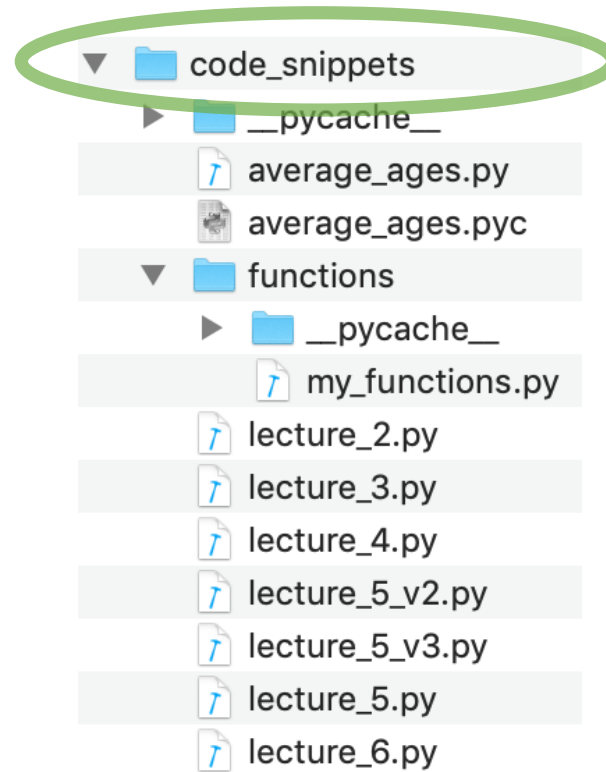 code_snippets
__pycache__
average_ages.py
average_ages.pyc
functions
__pycache__
my_functions.py
lecture_2.py
lecture_3.py
lecture_4.py
lecture_5_v2.py
lecture_5_v3.py
lecture_5.py
lecture_6.py